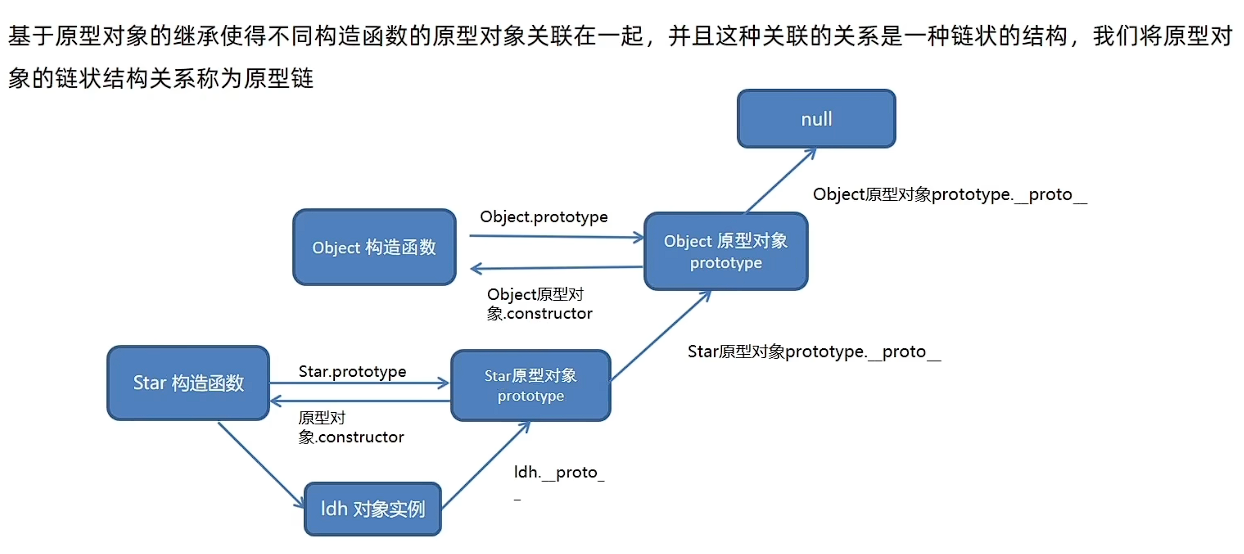 基于原型对象的继承使得不同构造函数的原型对象关联在一起，并且这种关联的关系是一种链状的结构，我们将原型对
象的链状结构关系称为原型链
null
Object原型对象prototype.__proto__
Object.prototype
Object 构造函数
Object 原型对象
prototype
Object原型对
象.constructor
Star原型对象prototype.__proto__
Star 构造函数
Star.prototype
Star原型对象
prototype
原型对
象.constructor
ldh.__proto_
_
ldh 对象实例